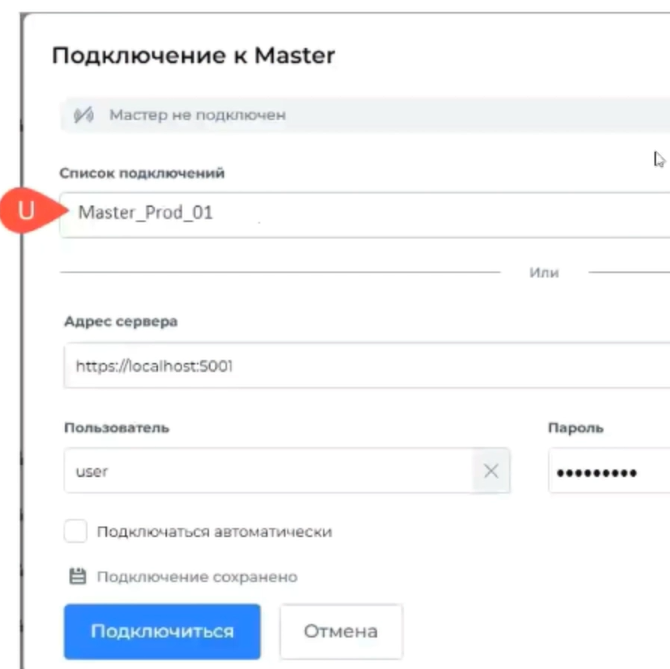 Подключение к Master
Мастер не подключен
Список подключений
U
Master_Prod_01
Или
Адрес сервера
https://localhost:5001
Пользователь
Пароль
user
•••••••••
Подключаться автоматически
Подключение сохранено
Подключиться
Отмена